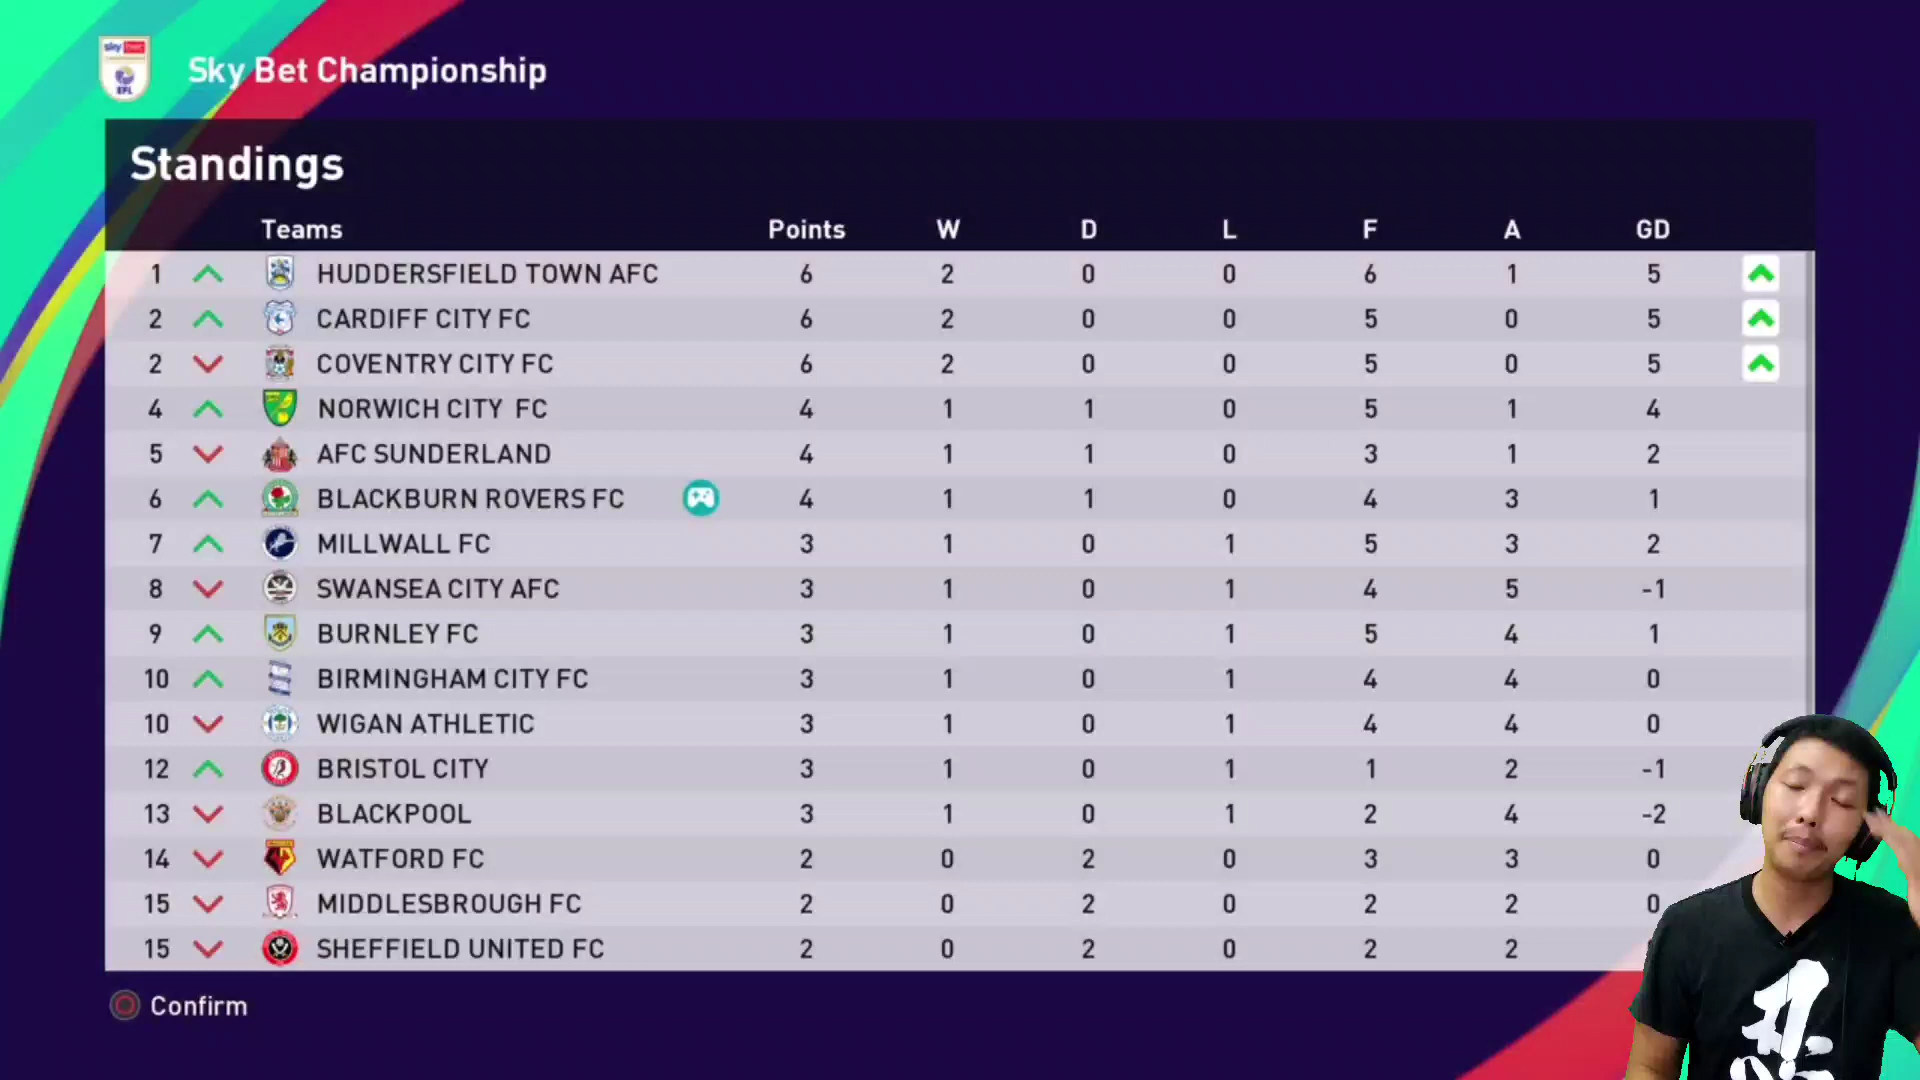 sky bet
EFL
Sky Bet Championship
Standings
Teams Points W D L F A GD
1 HUDDERSFIELD TOWN AFC 6 2 0 0 6 1 5
2 CARDIFF CITY FC 6 2 0 0 5 0 5
2 COVENTRY CITY FC 6 2 0 0 5 0 5
4 NORWICH CITY FC 4 1 1 0 5 1 4
5 AFC SUNDERLAND 4 1 1 0 3 1 2
6 BLACKBURN ROVERS FC 4 1 1 0 4 3 1
7 MILLWALL FC 3 1 0 1 5 3 2
8 SWANSEA CITY AFC 3 1 0 1 4 5 -1
9 BURNLEY FC 3 1 0 1 5 4 1
10 BIRMINGHAM CITY FC 3 1 0 1 4 4 0
10 WIGAN ATHLETIC 3 1 0 1 4 4 0
12 BRISTOL CITY 3 1 0 1 1 2 -1
13 BLACKPOOL 3 1 0 1 2 4 -2
14 WATFORD FC 2 0 2 0 3 3 0
15 MIDDLESBROUGH FC 2 0 2 0 2 2 0
15 SHEFFIELD UNITED FC 2 0 2 0 2 2
Confirm